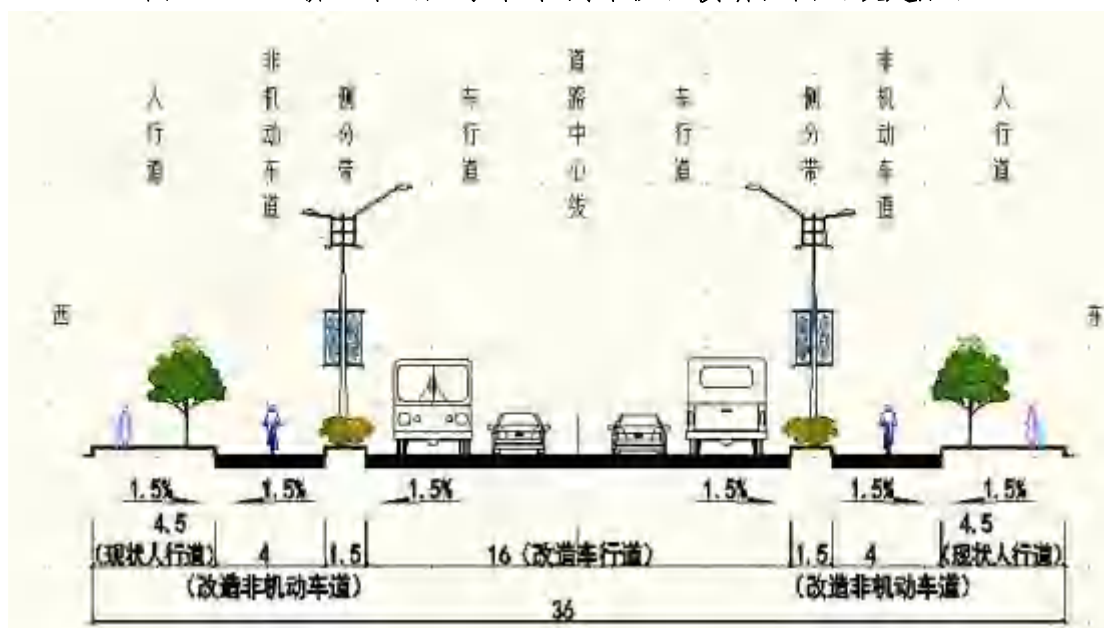 人行道
非机动车道
侧分带
车行道
道路中心线
车行道
侧分带
非机动车道
人行道
西
东
1.5% 1.5% 1.5% 1.5% 1.5% 1.5%
4.5 4.5
(现状人行道) 4 1.5 16 (改造车行道) 1.5 4 (现状人行道)
(改造非机动车道) (改造非机动车道)
36